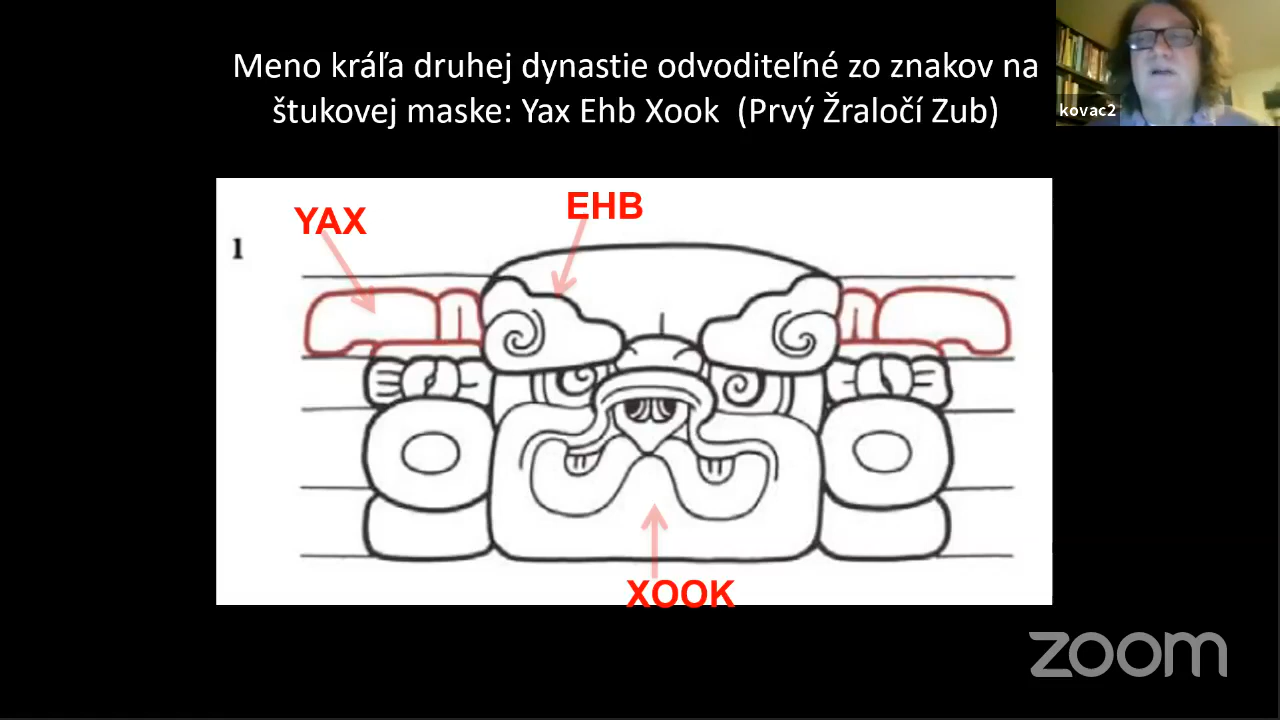 Meno kráľa druhej dynastie odvoditeľné zo znakov na
štukovej maske: Yax Ehb Xook (Prvý Žraločí Zub)
kovac2
YAX
EHB
1
XOOK
zoom